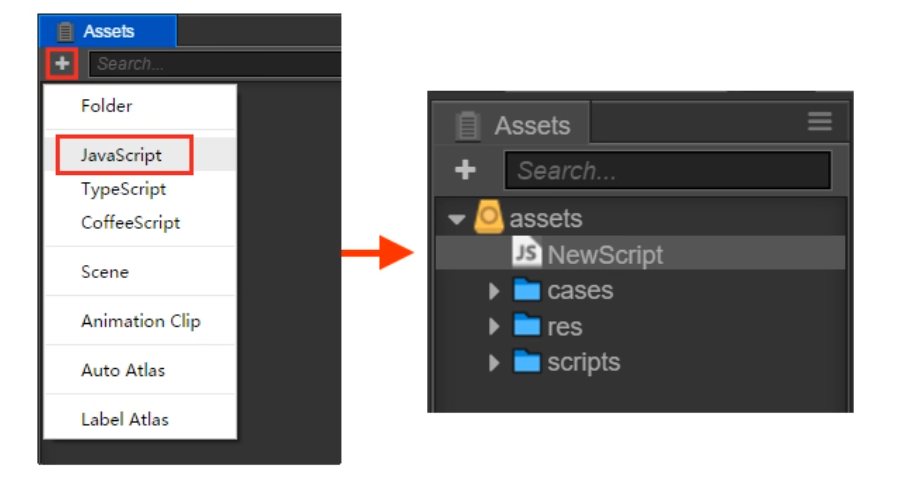 Assets
Search...
Folder
JavaScript
TypeScript
CoffeeScript
Scene
Animation Clip
Auto Atlas
Label Atlas
Assets
Search...
assets
JS NewScript
cases
res
scripts